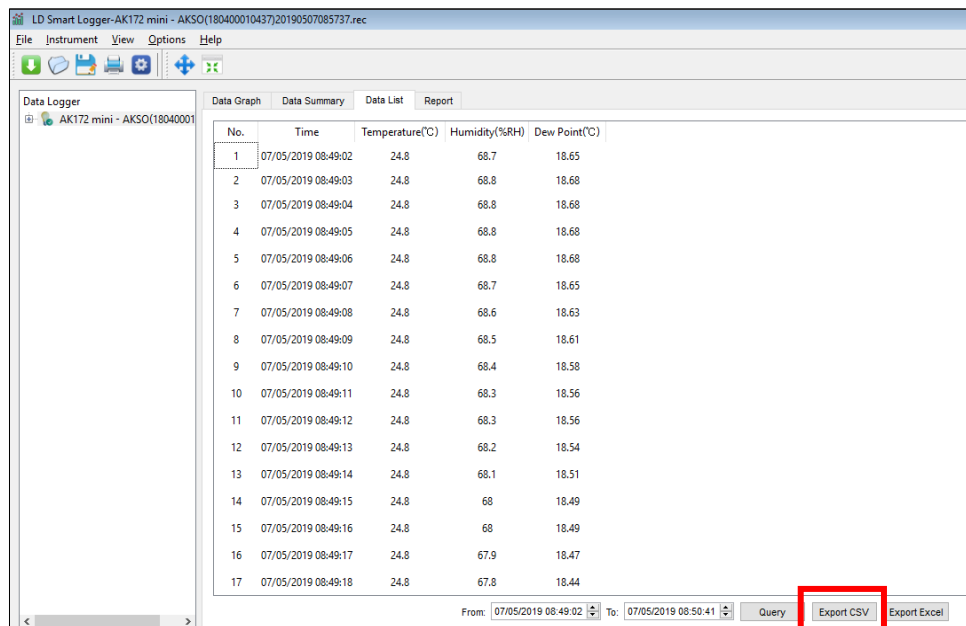 LD Smart Logger-AK172 mini - AKSO(180400010437)20190507085737.rec
File Instrument View Options Help
Data Logger
AK172 mini - AKSO(18040001
Data Graph Data Summary Data List Report
No. Time Temperature(℃) Humidity(%RH) Dew Point(℃)
1 07/05/2019 08:49:02 24.8 68.7 18.65
2 07/05/2019 08:49:03 24.8 68.8 18.68
3 07/05/2019 08:49:04 24.8 68.8 18.68
4 07/05/2019 08:49:05 24.8 68.8 18.68
5 07/05/2019 08:49:06 24.8 68.8 18.68
6 07/05/2019 08:49:07 24.8 68.7 18.65
7 07/05/2019 08:49:08 24.8 68.6 18.63
8 07/05/2019 08:49:09 24.8 68.5 18.61
9 07/05/2019 08:49:10 24.8 68.4 18.58
10 07/05/2019 08:49:11 24.8 68.3 18.56
11 07/05/2019 08:49:12 24.8 68.3 18.56
12 07/05/2019 08:49:13 24.8 68.2 18.54
13 07/05/2019 08:49:14 24.8 68.1 18.51
14 07/05/2019 08:49:15 24.8 68 18.49
15 07/05/2019 08:49:16 24.8 68 18.49
16 07/05/2019 08:49:17 24.8 67.9 18.47
17 07/05/2019 08:49:18 24.8 67.8 18.44
From: 07/05/2019 08:49:02 To: 07/05/2019 08:50:41 Query Export CSV Export Excel